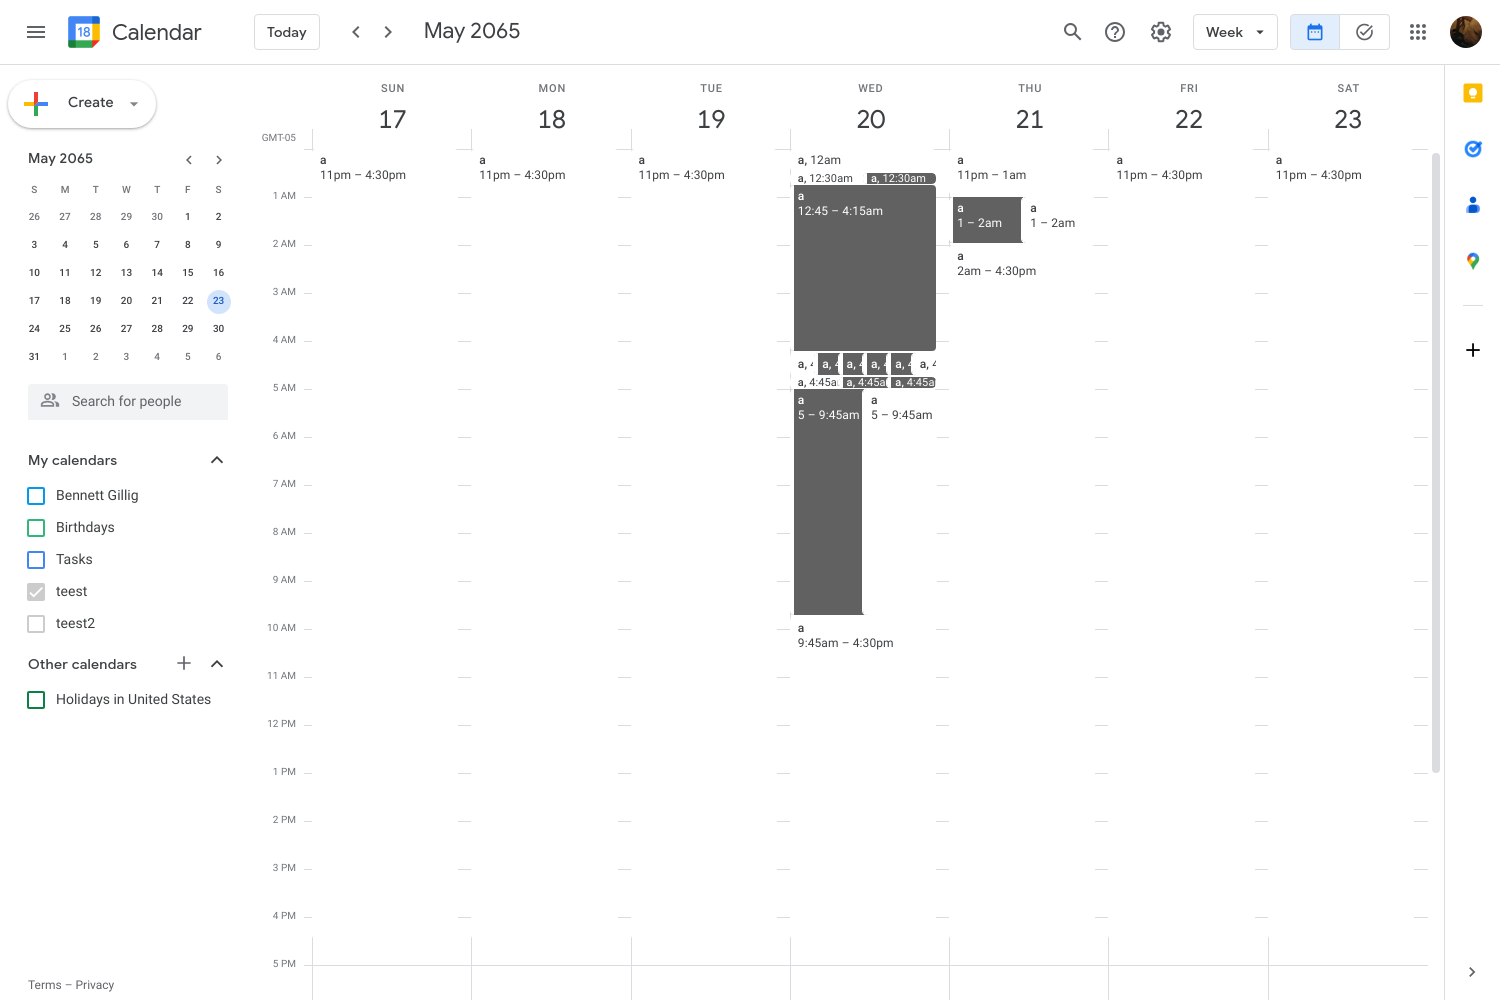 18 Calendar Today May 2065 Week
Create
SUN MON TUE WED THU FRI SAT
17 18 19 20 21 22 23
GMT-05
May 2065
S M T W T F S
26 27 28 29 30 1 2
3 4 5 6 7 8 9
10 11 12 13 14 15 16
17 18 19 20 21 22 23
24 25 26 27 28 29 30
31 1 2 3 4 5 6
Search for people
My calendars
Bennett Gillig
Birthdays
Tasks
teest
teest2
Other calendars
Holidays in United States
Terms – Privacy
1 AM
2 AM
3 AM
4 AM
5 AM
6 AM
7 AM
8 AM
9 AM
10 AM
11 AM
12 PM
1 PM
2 PM
3 PM
4 PM
5 PM
a
11pm – 4:30pm
a
11pm – 4:30pm
a
11pm – 4:30pm
a, 12am
a, 12:30am a, 12:30am
a
12:45 – 4:15am
a, 4 a, 4 a, 4 a, 4 a, 4 a, 4
a, 4:45a a, 4:45a a, 4:45a
a
5 – 9:45am
a
5 – 9:45am
a
9:45am – 4:30pm
a
11pm – 1am
a
1 – 2am
a
1 – 2am
a
2am – 4:30pm
a
11pm – 4:30pm
a
11pm – 4:30pm